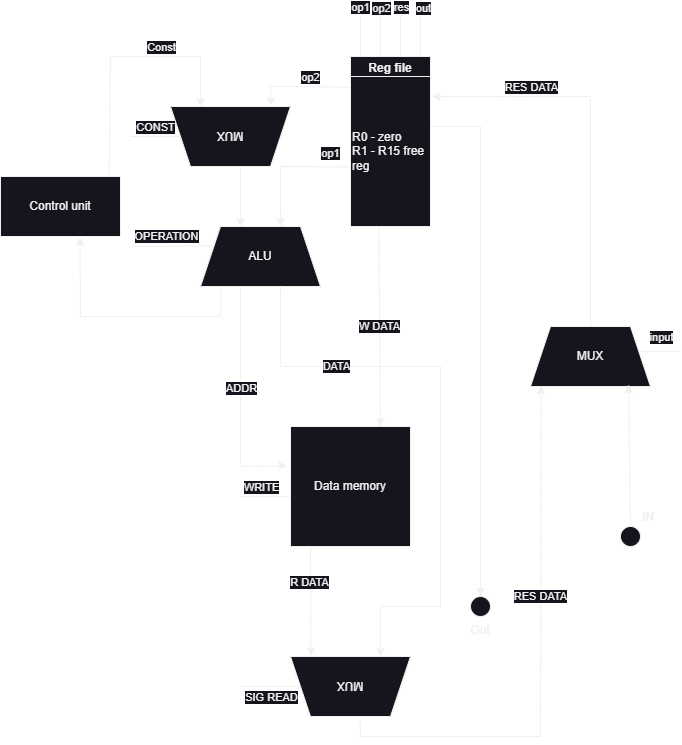 op1 op2 res out
Const
Reg file
op2
RES DATA
CONST
MUX
R0 - zero
R1 - R15 free
reg
op1
Control unit
OPERATION
ALU
W DATA
input
MUX
DATA
ADDR
Data memory
WRITE
IN
R DATA
RES DATA
Out
MUX
SIG READ